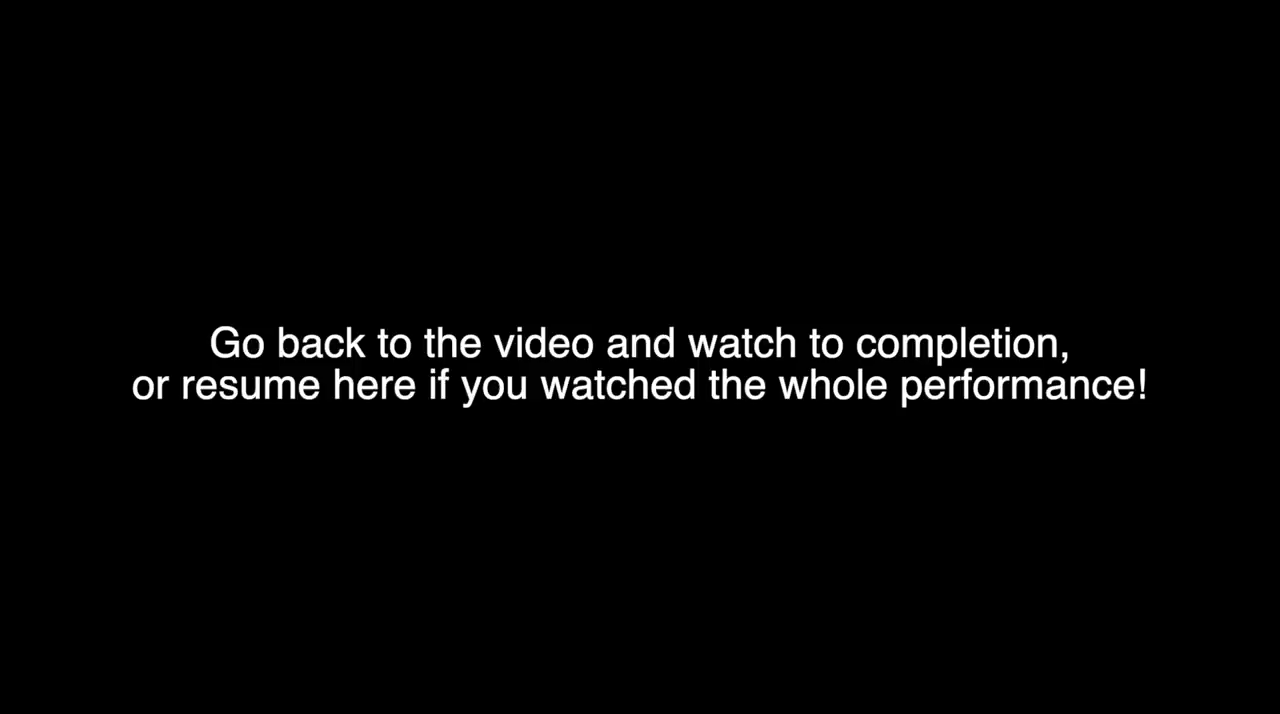 Go back to the video and watch to completion,
or resume here if you watched the whole performance!